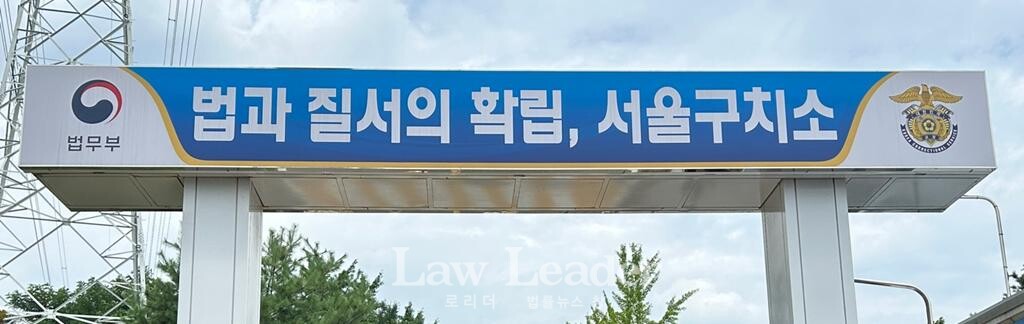 법무부
법과 질서의 확립, 서울구치소
Law Leader
로리더 법률뉴스